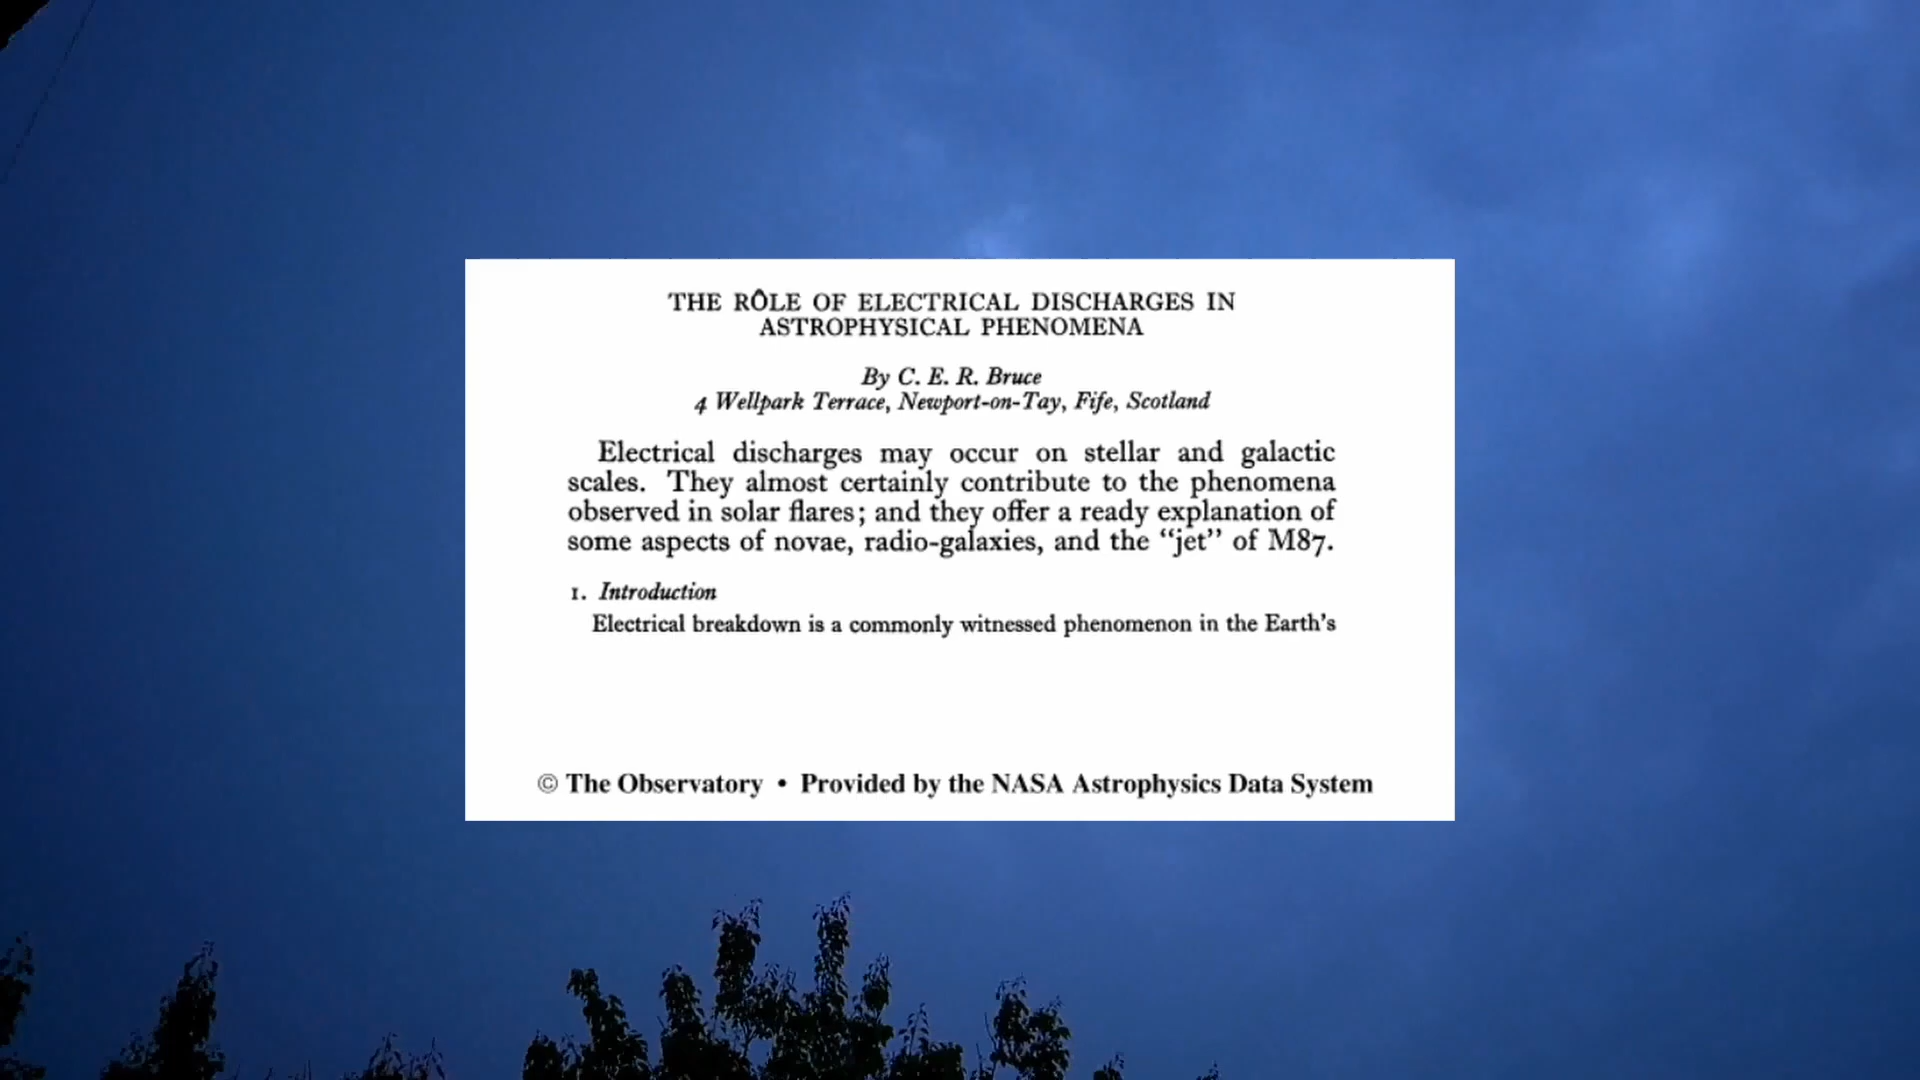 THE RÔLE OF ELECTRICAL DISCHARGES IN
ASTROPHYSICAL PHENOMENA
By C. E. R. Bruce
4 Wellpark Terrace, Newport-on-Tay, Fife, Scotland
Electrical discharges may occur on stellar and galactic
scales. They almost certainly contribute to the phenomena
observed in solar flares; and they offer a ready explanation of
some aspects of novae, radio-galaxies, and the “jet” of M87.
1. Introduction
Electrical breakdown is a commonly witnessed phenomenon in the Earth’s
© The Observatory • Provided by the NASA Astrophysics Data System